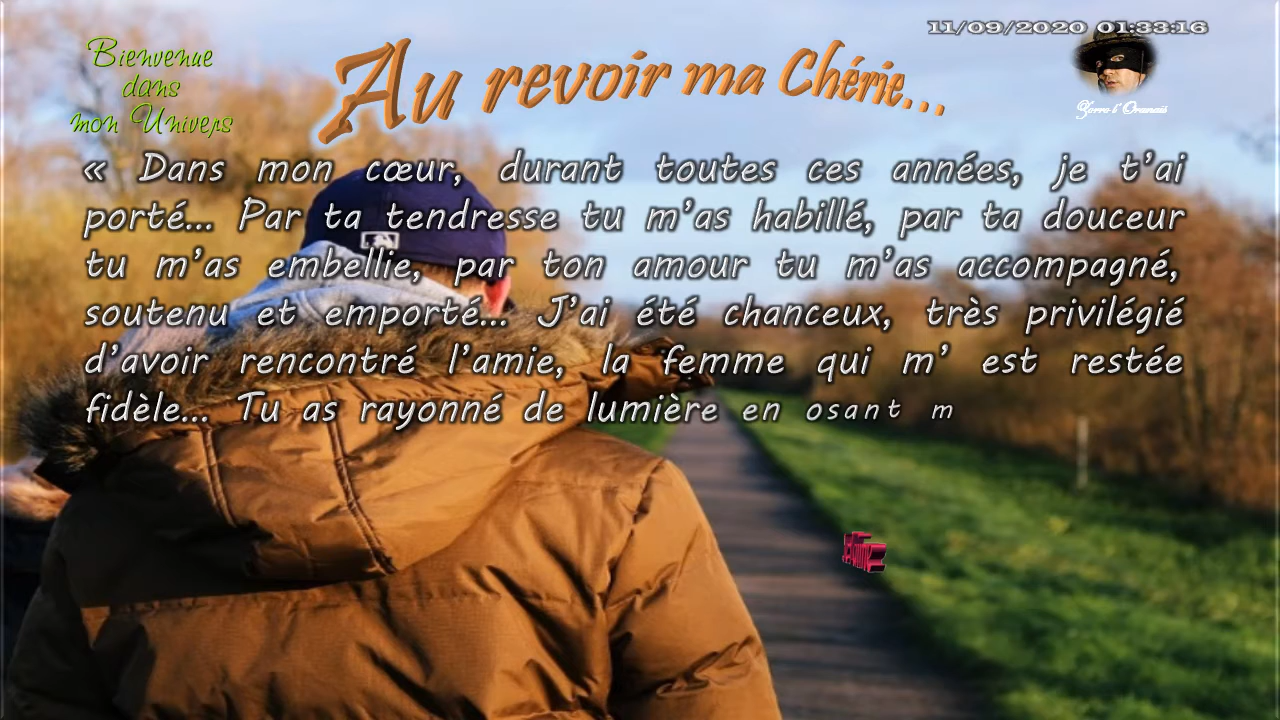 11/09/2020 01:33:16
Bienvenue
dans
mon Univers
Au revoir ma Chérie...
Zorro l'Oranais
« Dans mon cœur, durant toutes ces années, je t’ai
porté... Par ta tendresse tu m’as habillé, par ta douceur
tu m’as embellie, par ton amour tu m’as accompagné,
soutenu et emporté... J’ai été chanceux, très privilégié
d’avoir rencontré l’amie, la femme qui m’ est restée
fidèle... Tu as rayonné de lumière en osant m